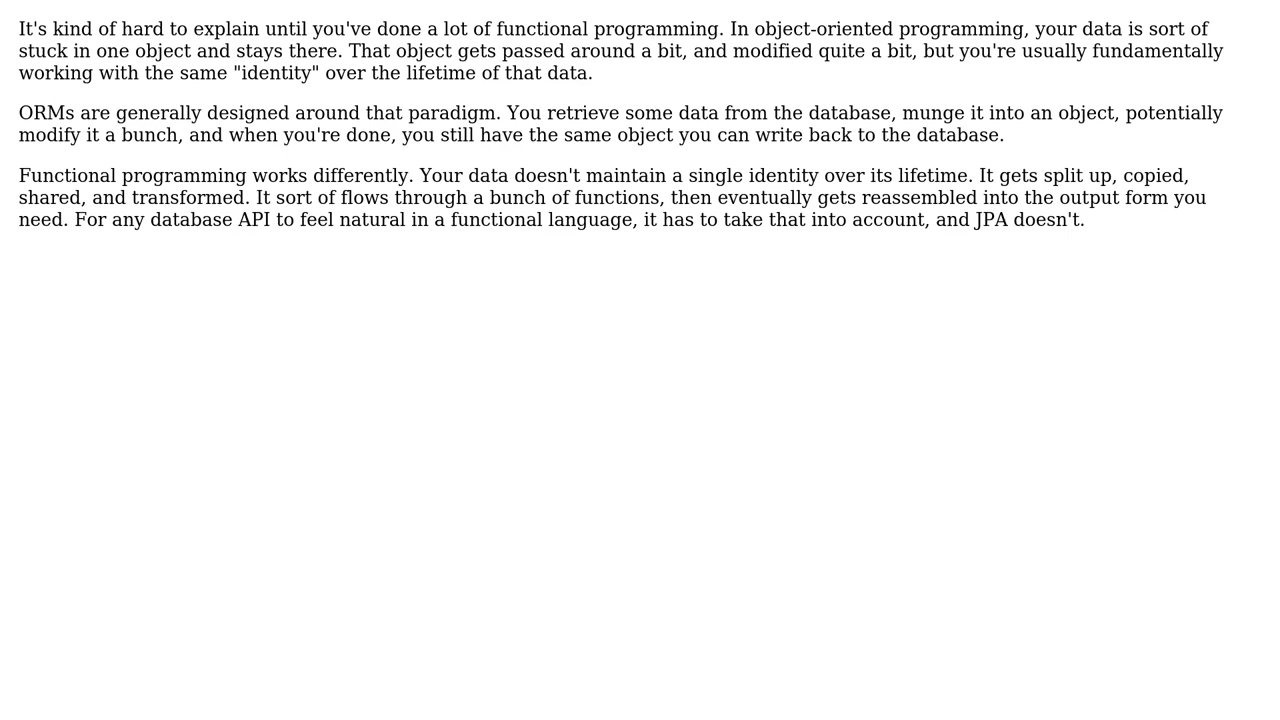 It's kind of hard to explain until you've done a lot of functional programming. In object-oriented programming, your data is sort of
stuck in one object and stays there. That object gets passed around a bit, and modified quite a bit, but you're usually fundamentally
working with the same "identity" over the lifetime of that data.
ORMs are generally designed around that paradigm. You retrieve some data from the database, munge it into an object, potentially
modify it a bunch, and when you're done, you still have the same object you can write back to the database.
Functional programming works differently. Your data doesn't maintain a single identity over its lifetime. It gets split up, copied,
shared, and transformed. It sort of flows through a bunch of functions, then eventually gets reassembled into the output form you
need. For any database API to feel natural in a functional language, it has to take that into account, and JPA doesn't.